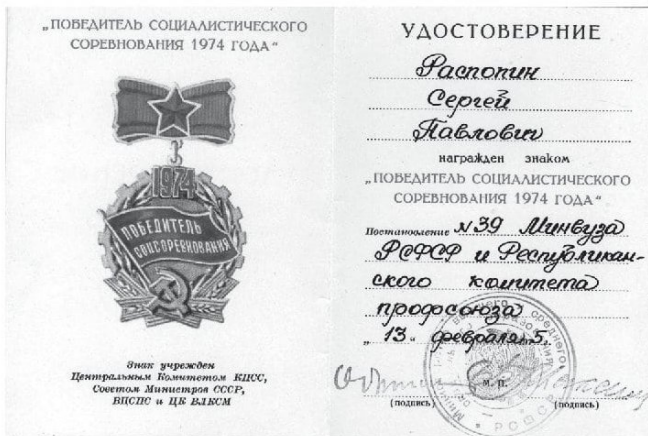 „ПОБЕДИТЕЛЬ СОЦИАЛИСТИЧЕСКОГО
СОРЕВНОВАНИЯ 1974 ГОДА“
1974
ПОБЕДИТЕЛЬ
СОЦСОРЕВНОВАНИЯ
Знак учрежден
Центральным Комитетом КПСС,
Советом Министров СССР,
ВЦСПС и ЦК ВЛКСМ
УДОСТОВЕРЕНИЕ
Распопин
Сергей
Павлович
награжден знаком
„ПОБЕДИТЕЛЬ СОЦИАЛИСТИЧЕСКОГО
СОРЕВНОВАНИЯ 1974 ГОДА“
Постановление №39 Минвуза
РСФСР и Республикан-
ского комитета
профсоюза
„13“ февраля 5.
М. П.
(подпись) (подпись)
РСФСР